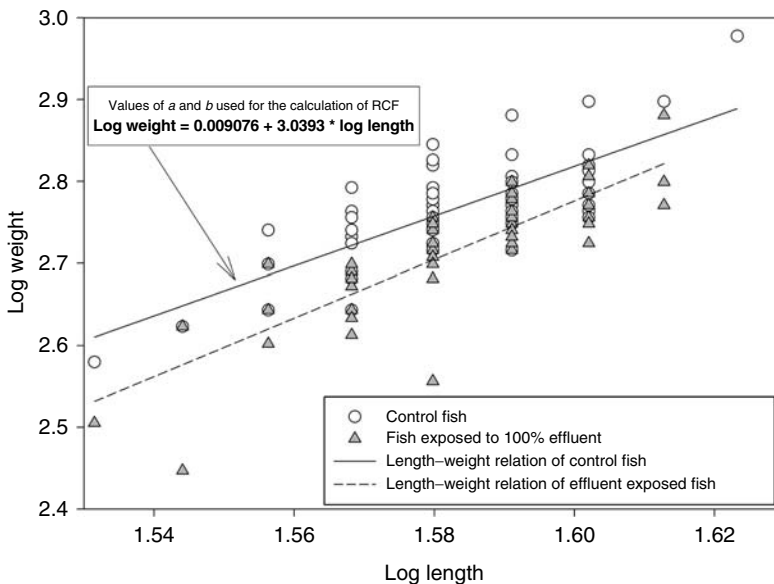 3.0
2.9
2.8
2.7
2.6
2.5
2.4
Log weight
Values of a and b used for the calculation of RCF
Log weight = 0.009076 + 3.0393 * log length
Control fish
Fish exposed to 100% effluent
Length–weight relation of control fish
Length–weight relation of effluent exposed fish
1.54 1.56 1.58 1.60 1.62
Log length